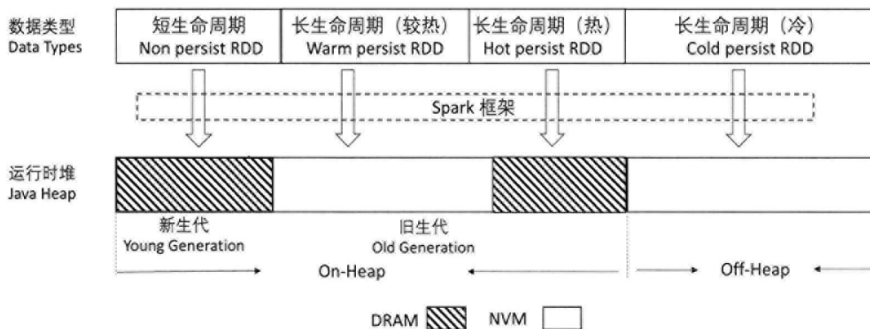 数据类型
Data Types
短生命周期
Non persist RDD
长生命周期（较热）
Warm persist RDD
长生命周期（热）
Hot persist RDD
长生命周期（冷）
Cold persist RDD
Spark 框架
运行时堆
Java Heap
新生代
Young Generation
旧生代
Old Generation
On-Heap
Off-Heap
DRAM
NVM